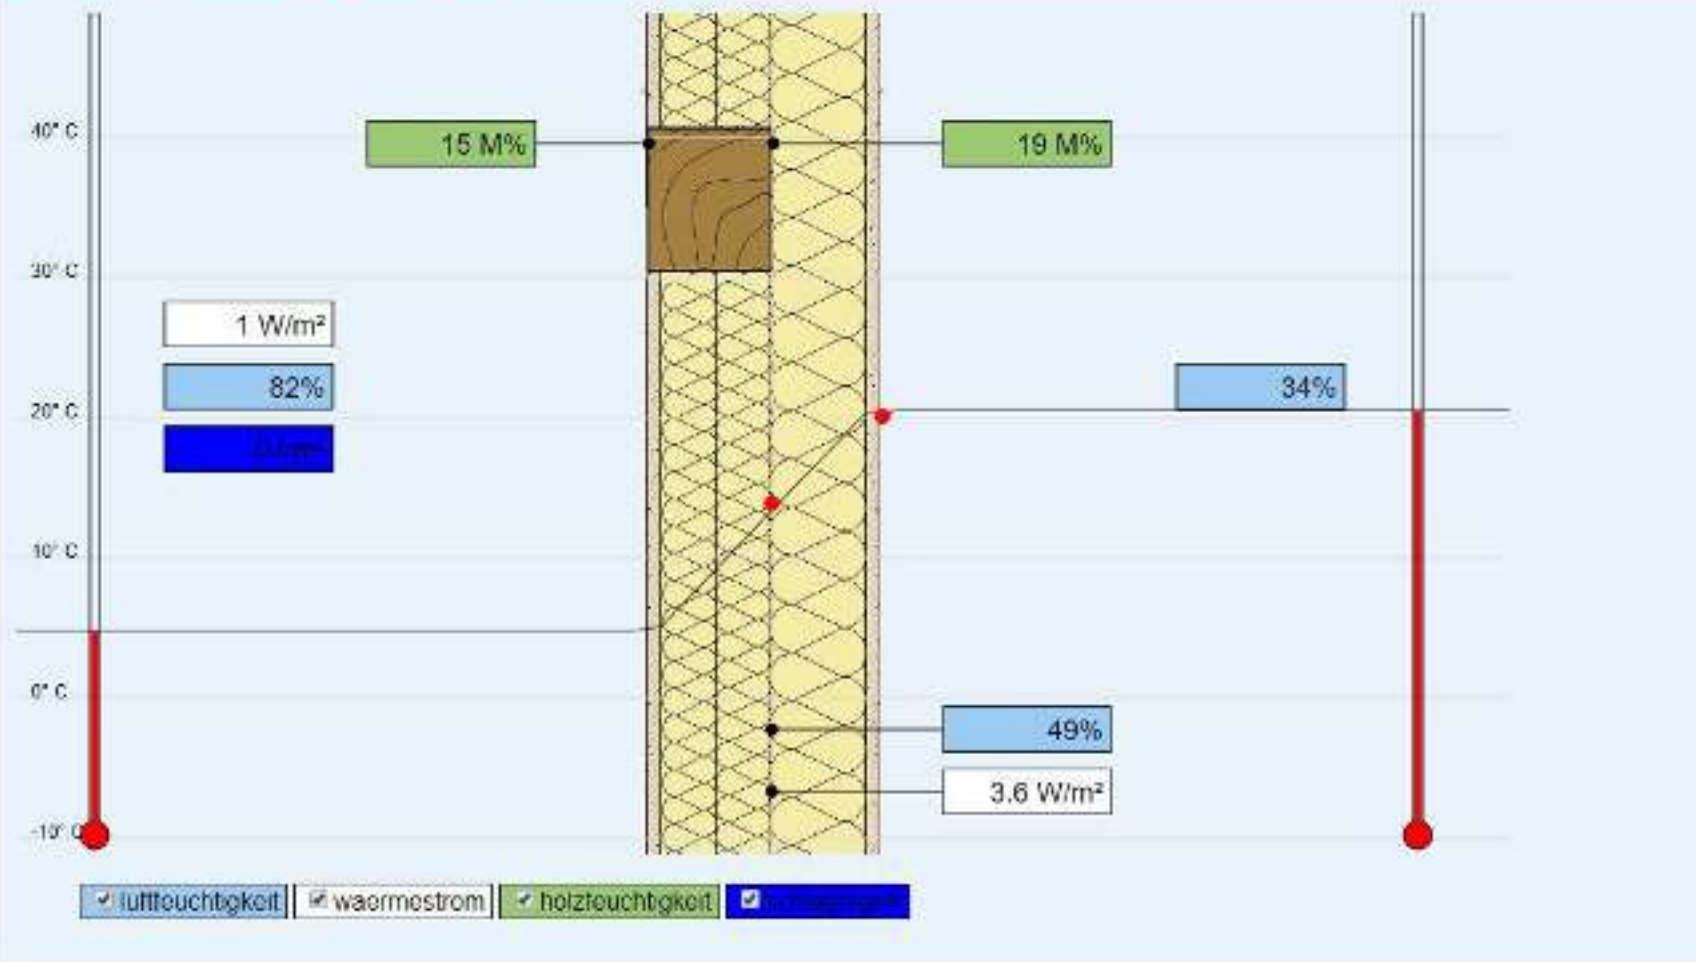 40° C
15 M%
19 M%
30° C
1 W/m²
82%
34%
20° C
10° C
0° C
49%
3.6 W/m²
-10° C
luftfeuchtigkeit
waermestrom
holzfeuchtigkeit